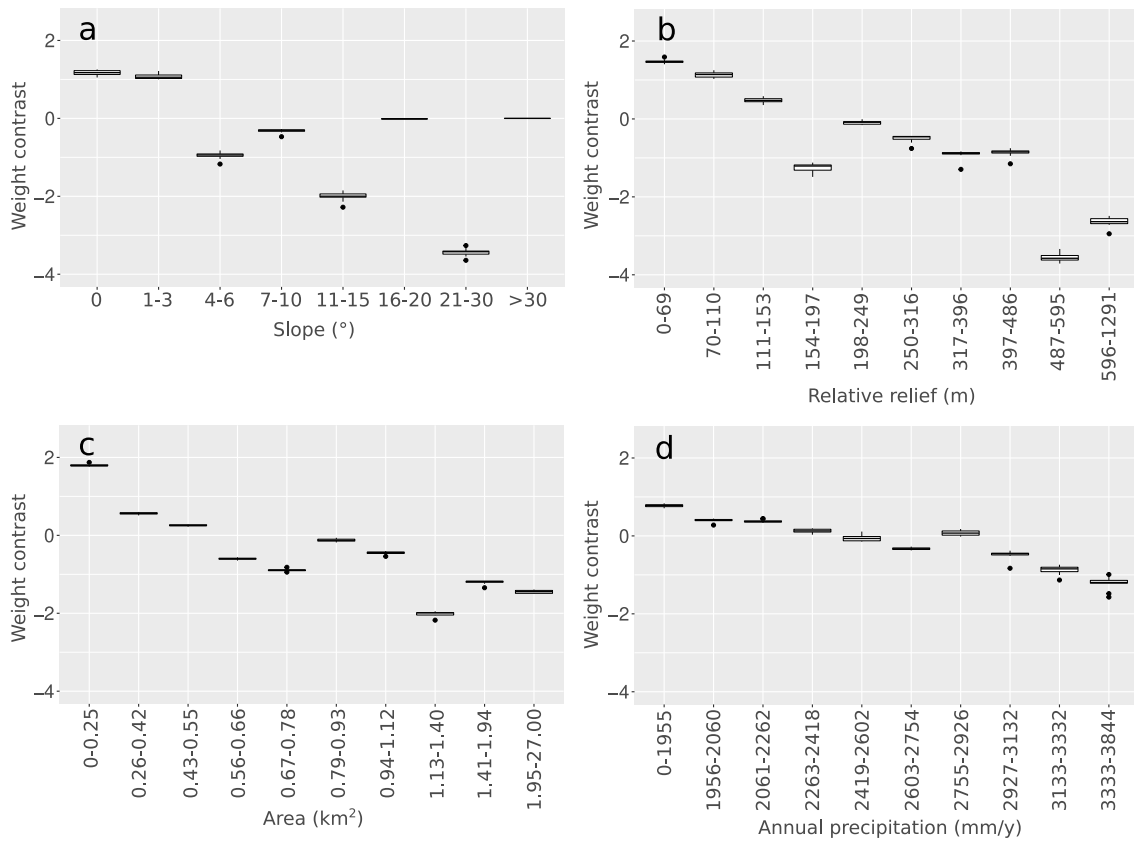 a
Weight contrast
2
0
−2
−4
0 1-3 4-6 7-10 11-15 16-20 21-30 >30
Slope (°)
b
Weight contrast
2
0
−2
−4
0-69 70-110 111-153 154-197 198-249 250-316 317-396 397-486 487-595 596-1291
Relative relief (m)
c
Weight contrast
2
0
−2
−4
0-0.25 0.26-0.42 0.43-0.55 0.56-0.66 0.67-0.78 0.79-0.93 0.94-1.12 1.13-1.40 1.41-1.94 1.95-27.00
Area (km²)
d
Weight contrast
2
0
−2
−4
0-1955 1956-2060 2061-2262 2263-2418 2419-2602 2603-2754 2755-2926 2927-3132 3133-3332 3333-3844
Annual precipitation (mm/y)